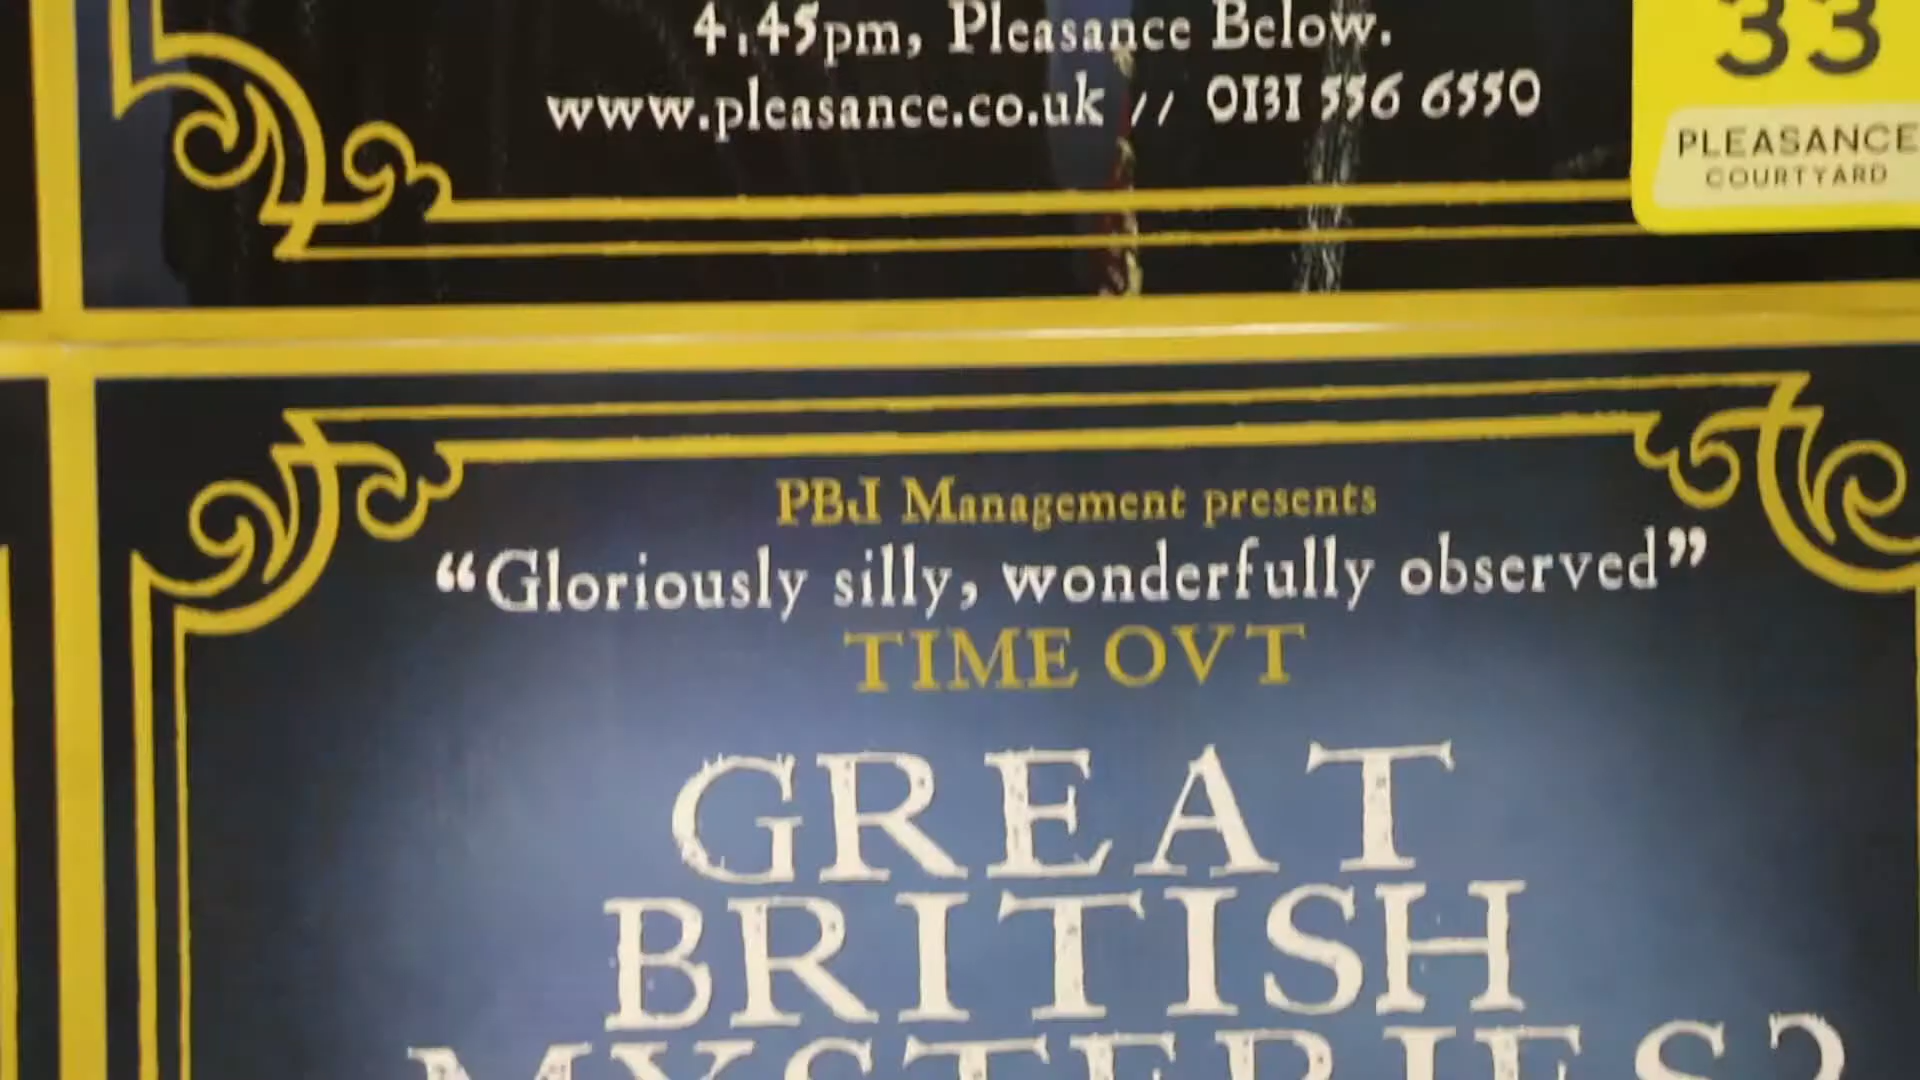 4.45pm, Pleasance Below.
www.pleasance.co.uk // 0131 556 6550
33
PLEASANCE
COURTYARD
PBJ Management presents
“Gloriously silly, wonderfully observed”
TIME OVT
GREAT
BRITISH
MYSTERIES?